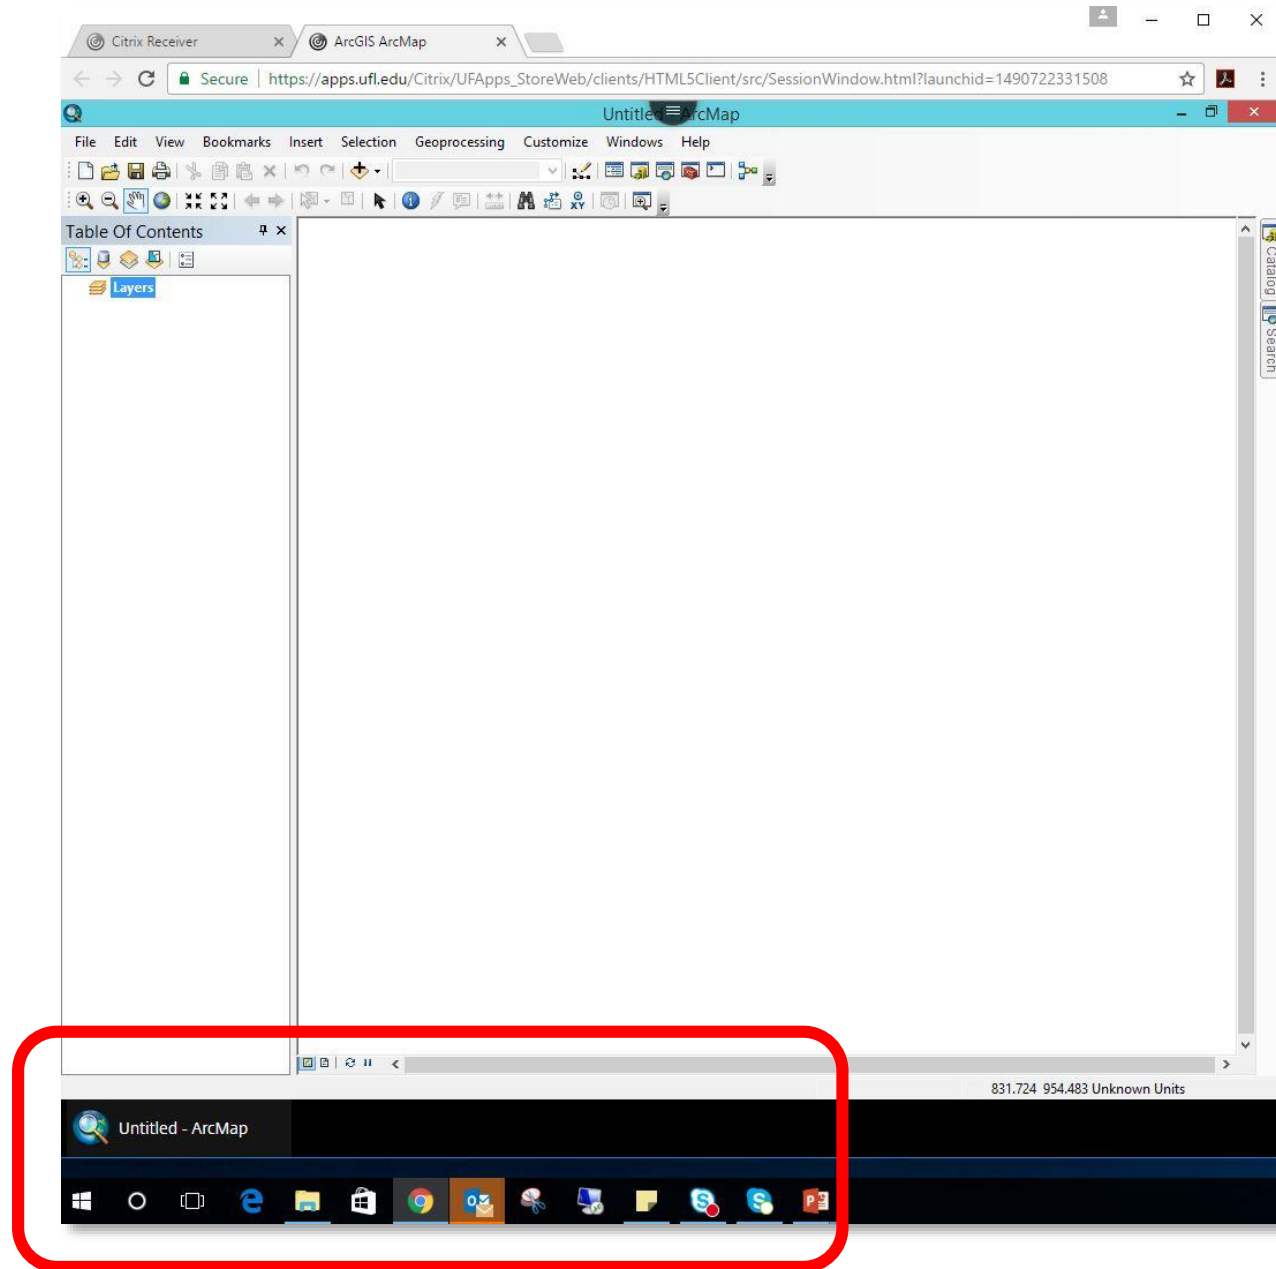 Citrix Receiver
ArcGIS ArcMap
Secure | https://apps.ufl.edu/Citrix/UFApps_StoreWeb/clients/HTML5Client/src/SessionWindow.html?launchid=1490722331508
ArcMap
File Edit View Bookmarks Insert Selection Geoprocessing Customize Windows Help
Table Of Contents
Layers
Catalog
Search
831.724 954.483 Unknown Units
Untitled - ArcMap